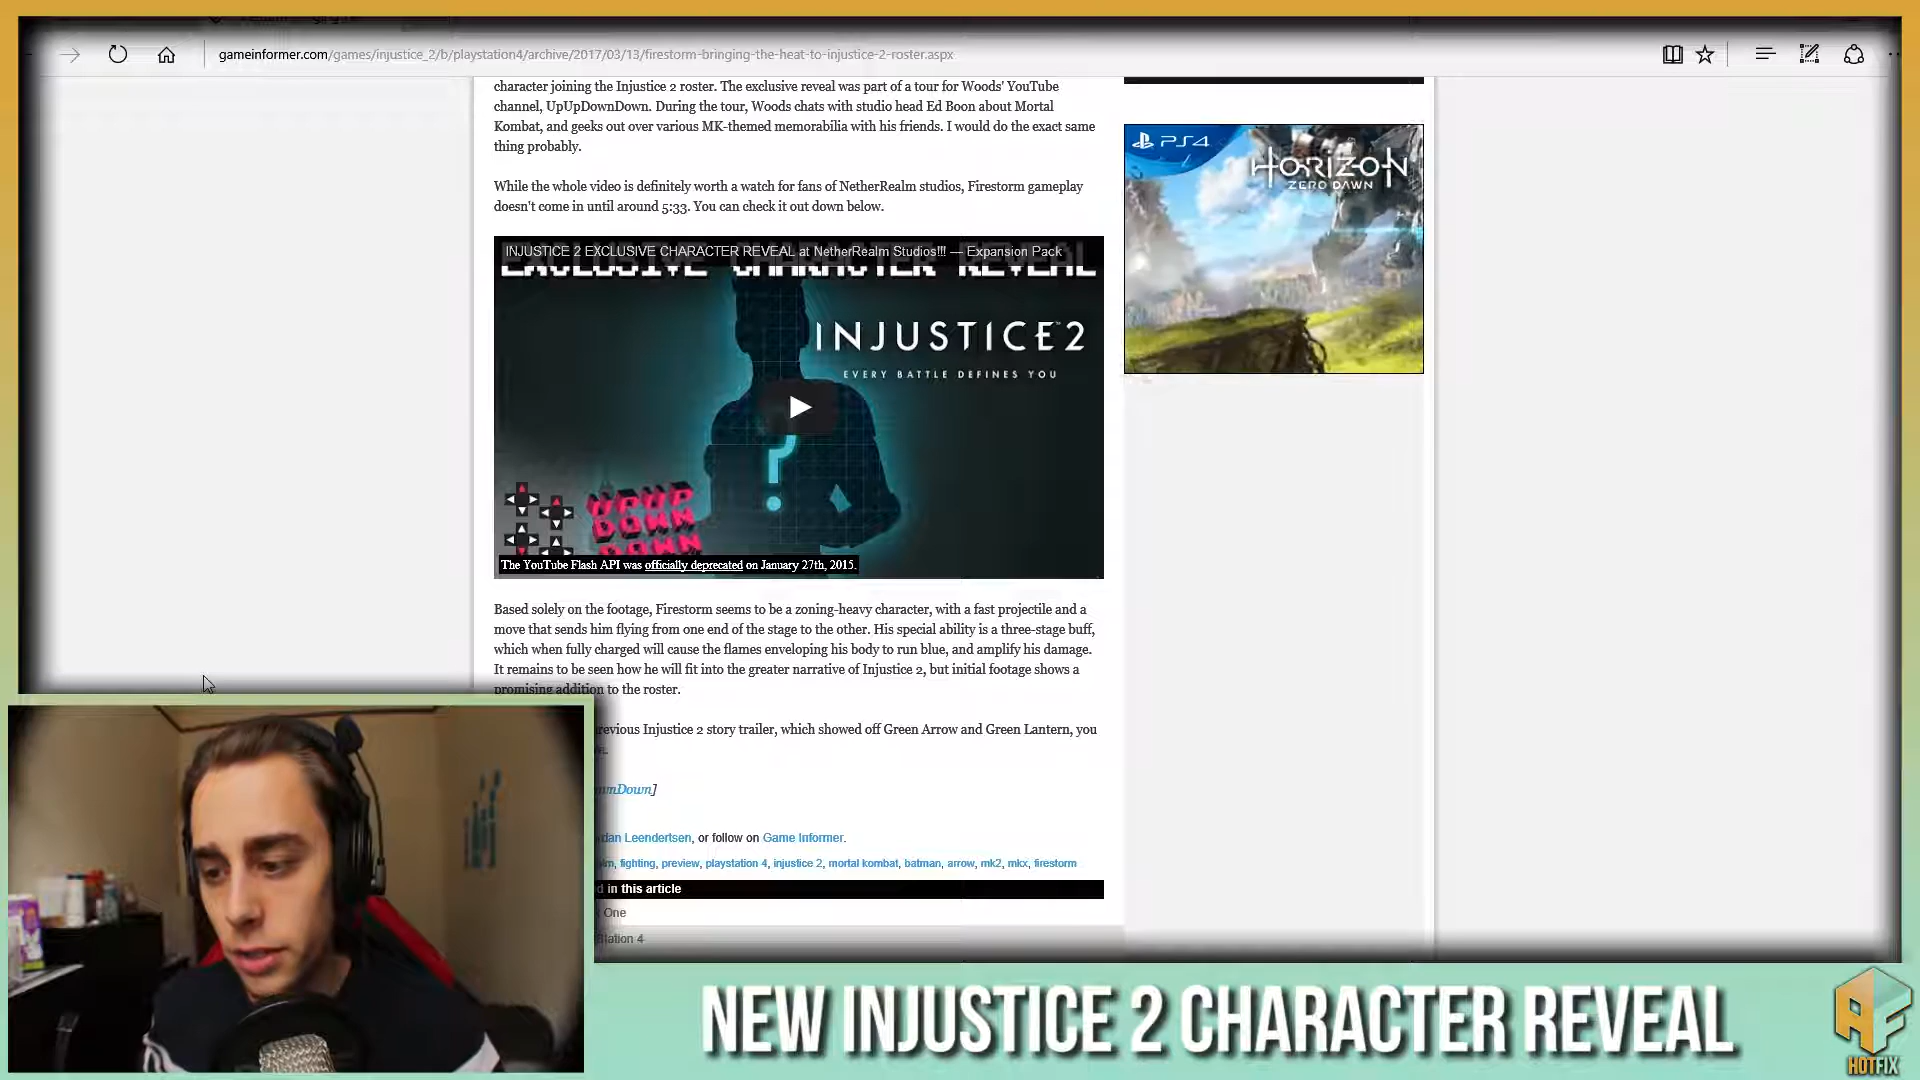 gameinformer.com/games/injustice_2/b/playstation4/archive/2017/03/13/firestorm-bringing-the-heat-to-injustice-2-roster.aspx
character joining the Injustice 2 roster. The exclusive reveal was part of a tour for Woods' YouTube
channel, UpUpDownDown. During the tour, Woods chats with studio head Ed Boon about Mortal
Kombat, and geeks out over various MK-themed memorabilia with his friends. I would do the exact same
thing probably.
While the whole video is definitely worth a watch for fans of NetherRealm studios, Firestorm gameplay
doesn't come in until around 5:33. You can check it out down below.
PS4
HORIZON
ZERO DAWN
INJUSTICE 2 EXCLUSIVE CHARACTER REVEAL at NetherRealm Studios!!! — Expansion Pack
EXCLUSIVE CHARACTER REVEAL
INJUSTICE 2
EVERY BATTLE DEFINES YOU
?
UPUP
DOWN
DOWN
The YouTube Flash API was officially deprecated on January 27th, 2015.
Based solely on the footage, Firestorm seems to be a zoning-heavy character, with a fast projectile and a
move that sends him flying from one end of the stage to the other. His special ability is a three-stage buff,
which when fully charged will cause the flames enveloping his body to run blue, and amplify his damage.
It remains to be seen how he will fit into the greater narrative of Injustice 2, but initial footage shows a
promising addition to the roster.
revious Injustice 2 story trailer, which showed off Green Arrow and Green Lantern, you
wnDown]
dan Leendertsen, or follow on Game Informer.
m, fighting, preview, playstation 4, injustice 2, mortal kombat, batman, arrow, mk2, mkx, firestorm
d in this article
One
Station 4
NEW INJUSTICE 2 CHARACTER REVEAL
AF
HOTFIX